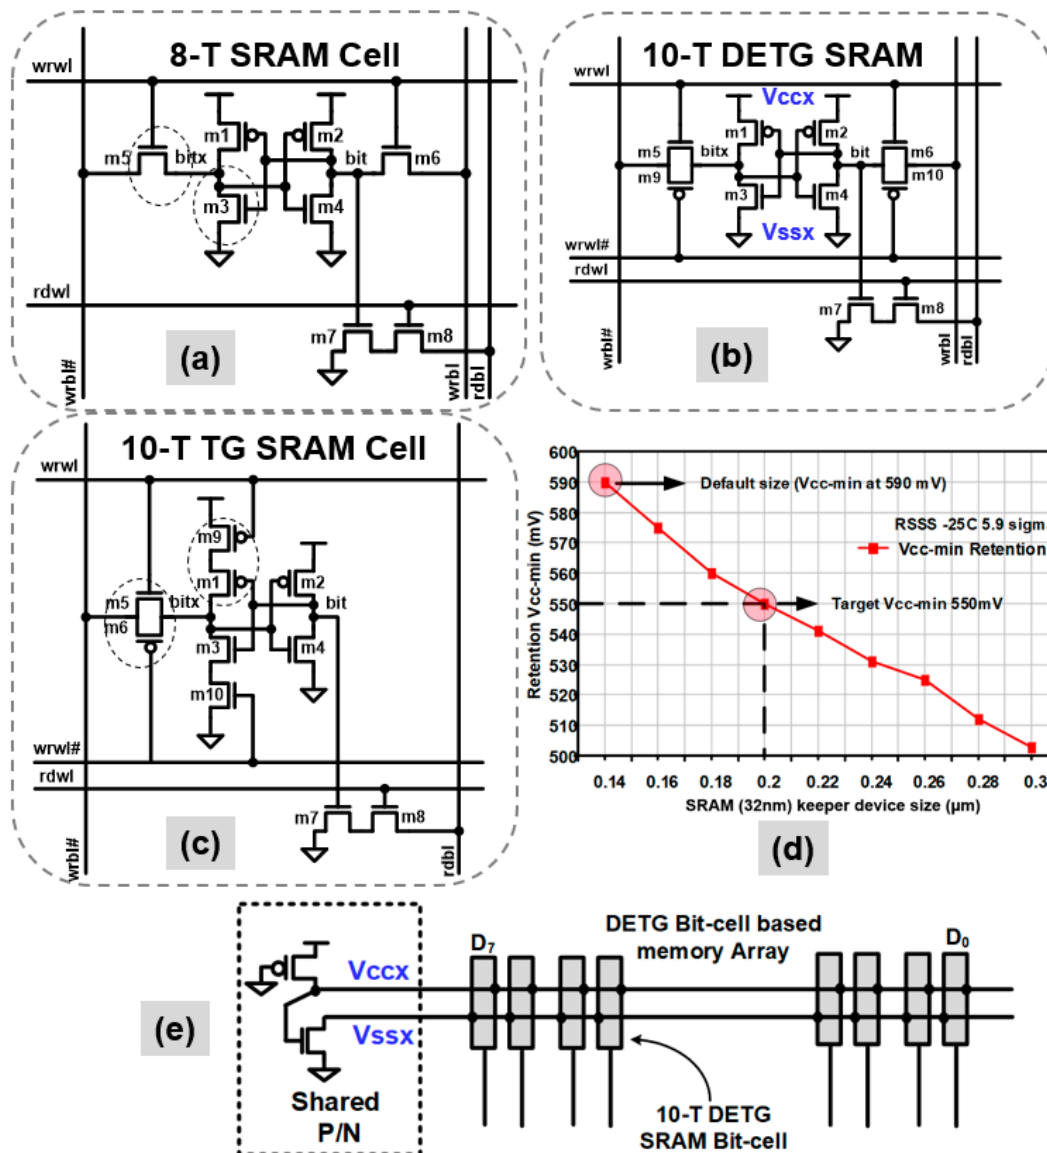 8-T SRAM Cell
wrwl
m1
m2
m5
bitx
bit
m6
m3
m4
rdwl
m7
m8
(a)
wrbl#
wrbl
rdbl
10-T DETG SRAM
wrwl
Vccx
m1
m2
m5
bitx
bit
m6
m9
m10
m3
m4
Vssx
wrwl#
rdwl
m7
m8
(b)
wrbl#
wrbl
rdbl
10-T TG SRAM Cell
wrwl
m9
m1
m2
m5
bitx
bit
m6
m3
m4
m10
wrwl#
rdwl
m7
m8
(c)
wrbl#
rdbl
600
590
580
570
560
550
540
530
520
510
500
Retention Vcc-min (mV)
Default size (Vcc-min at 590 mV)
RSSS -25C 5.9 sigm
Vcc-min Retention
Target Vcc-min 550mV
0.14 0.16 0.18 0.2 0.22 0.24 0.26 0.28 0.3
SRAM (32nm) keeper device size (µm)
(d)
DETG Bit-cell based
memory Array
D7
D0
Vccx
Vssx
(e)
Shared
P/N
10-T DETG
SRAM Bit-cell